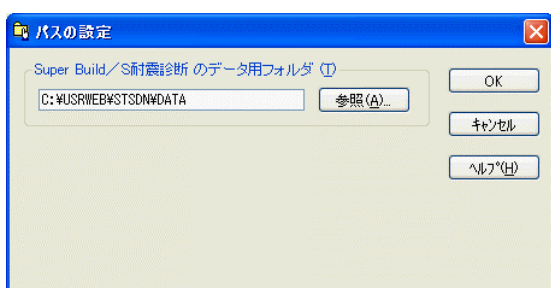 パスの設定
Super Build／S耐震診断 のデータ用フォルダ (T)
C:¥USRWEB¥STSDN¥DATA
参照(A)...
OK
キャンセル
ヘルプ(H)